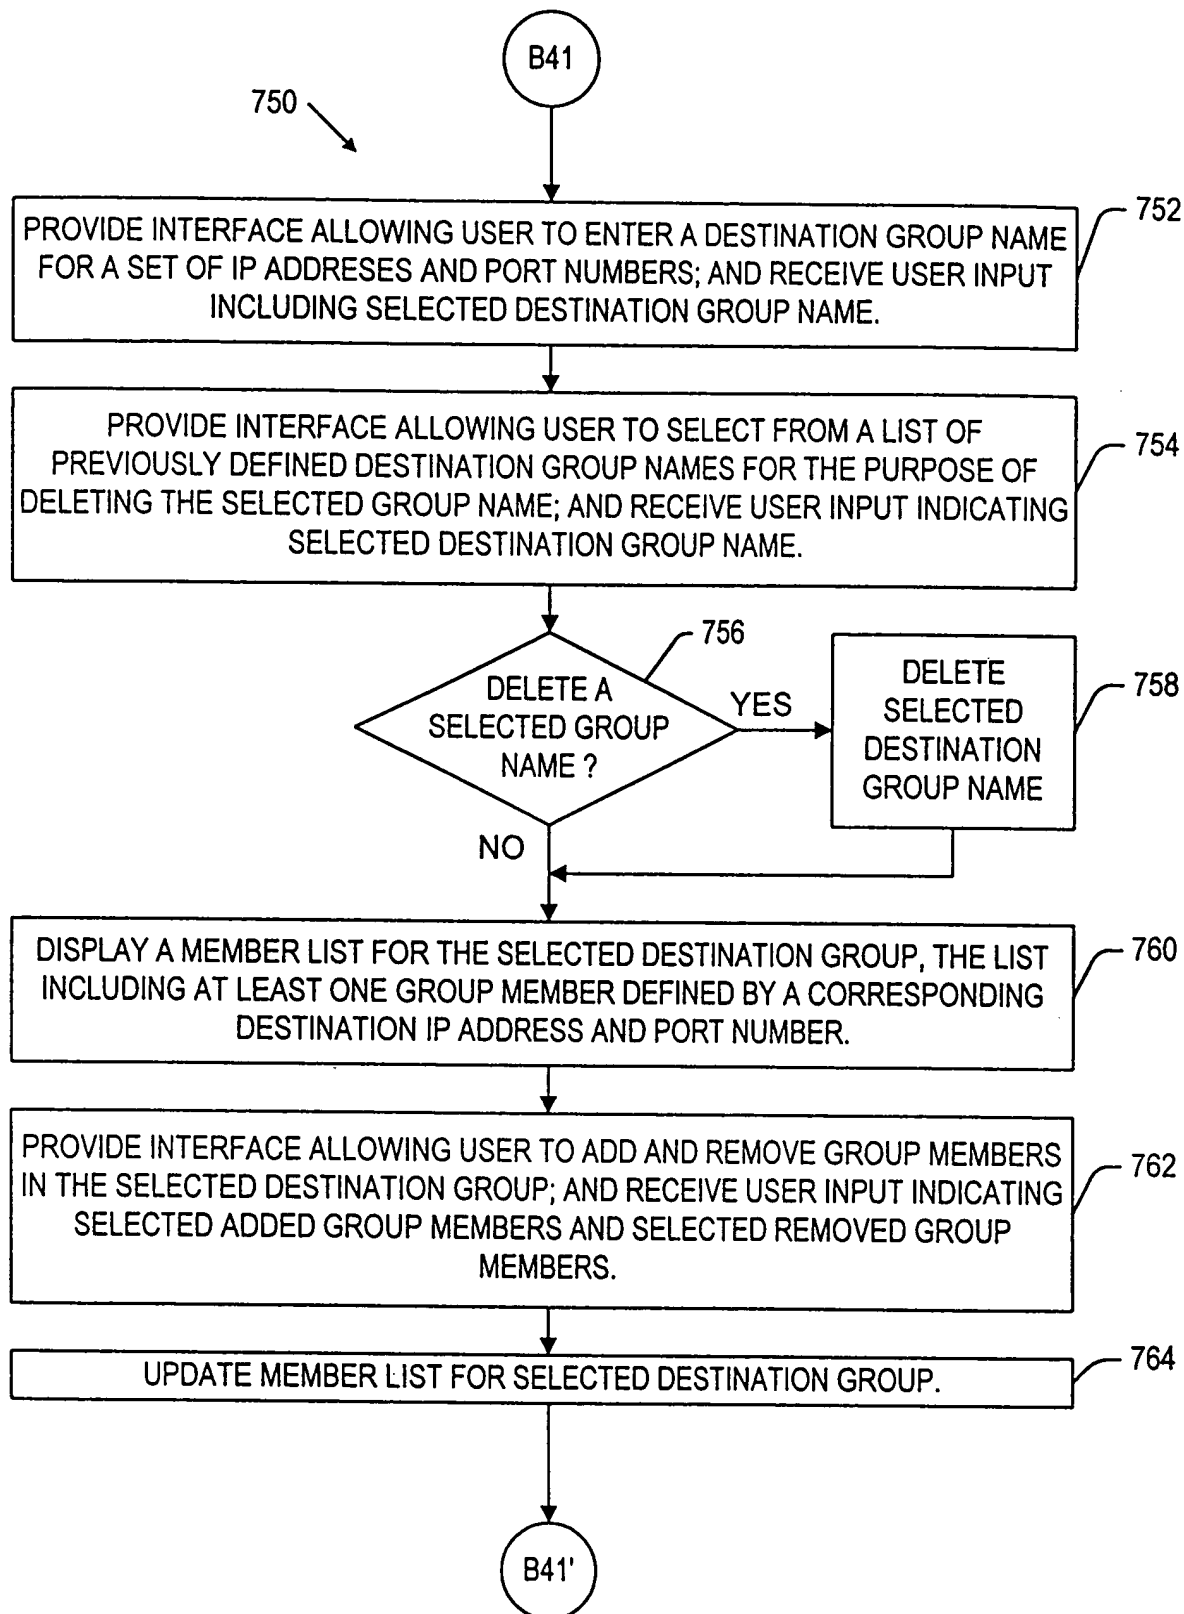 B41
750
752
PROVIDE INTERFACE ALLOWING USER TO ENTER A DESTINATION GROUP NAME
FOR A SET OF IP ADDRESES AND PORT NUMBERS; AND RECEIVE USER INPUT
INCLUDING SELECTED DESTINATION GROUP NAME.
754
PROVIDE INTERFACE ALLOWING USER TO SELECT FROM A LIST OF
PREVIOUSLY DEFINED DESTINATION GROUP NAMES FOR THE PURPOSE OF
DELETING THE SELECTED GROUP NAME; AND RECEIVE USER INPUT INDICATING
SELECTED DESTINATION GROUP NAME.
756
DELETE A
SELECTED GROUP
NAME ?
YES
758
DELETE
SELECTED
DESTINATION
GROUP NAME
NO
760
DISPLAY A MEMBER LIST FOR THE SELECTED DESTINATION GROUP, THE LIST
INCLUDING AT LEAST ONE GROUP MEMBER DEFINED BY A CORRESPONDING
DESTINATION IP ADDRESS AND PORT NUMBER.
762
PROVIDE INTERFACE ALLOWING USER TO ADD AND REMOVE GROUP MEMBERS
IN THE SELECTED DESTINATION GROUP; AND RECEIVE USER INPUT INDICATING
SELECTED ADDED GROUP MEMBERS AND SELECTED REMOVED GROUP
MEMBERS.
764
UPDATE MEMBER LIST FOR SELECTED DESTINATION GROUP.
B41'